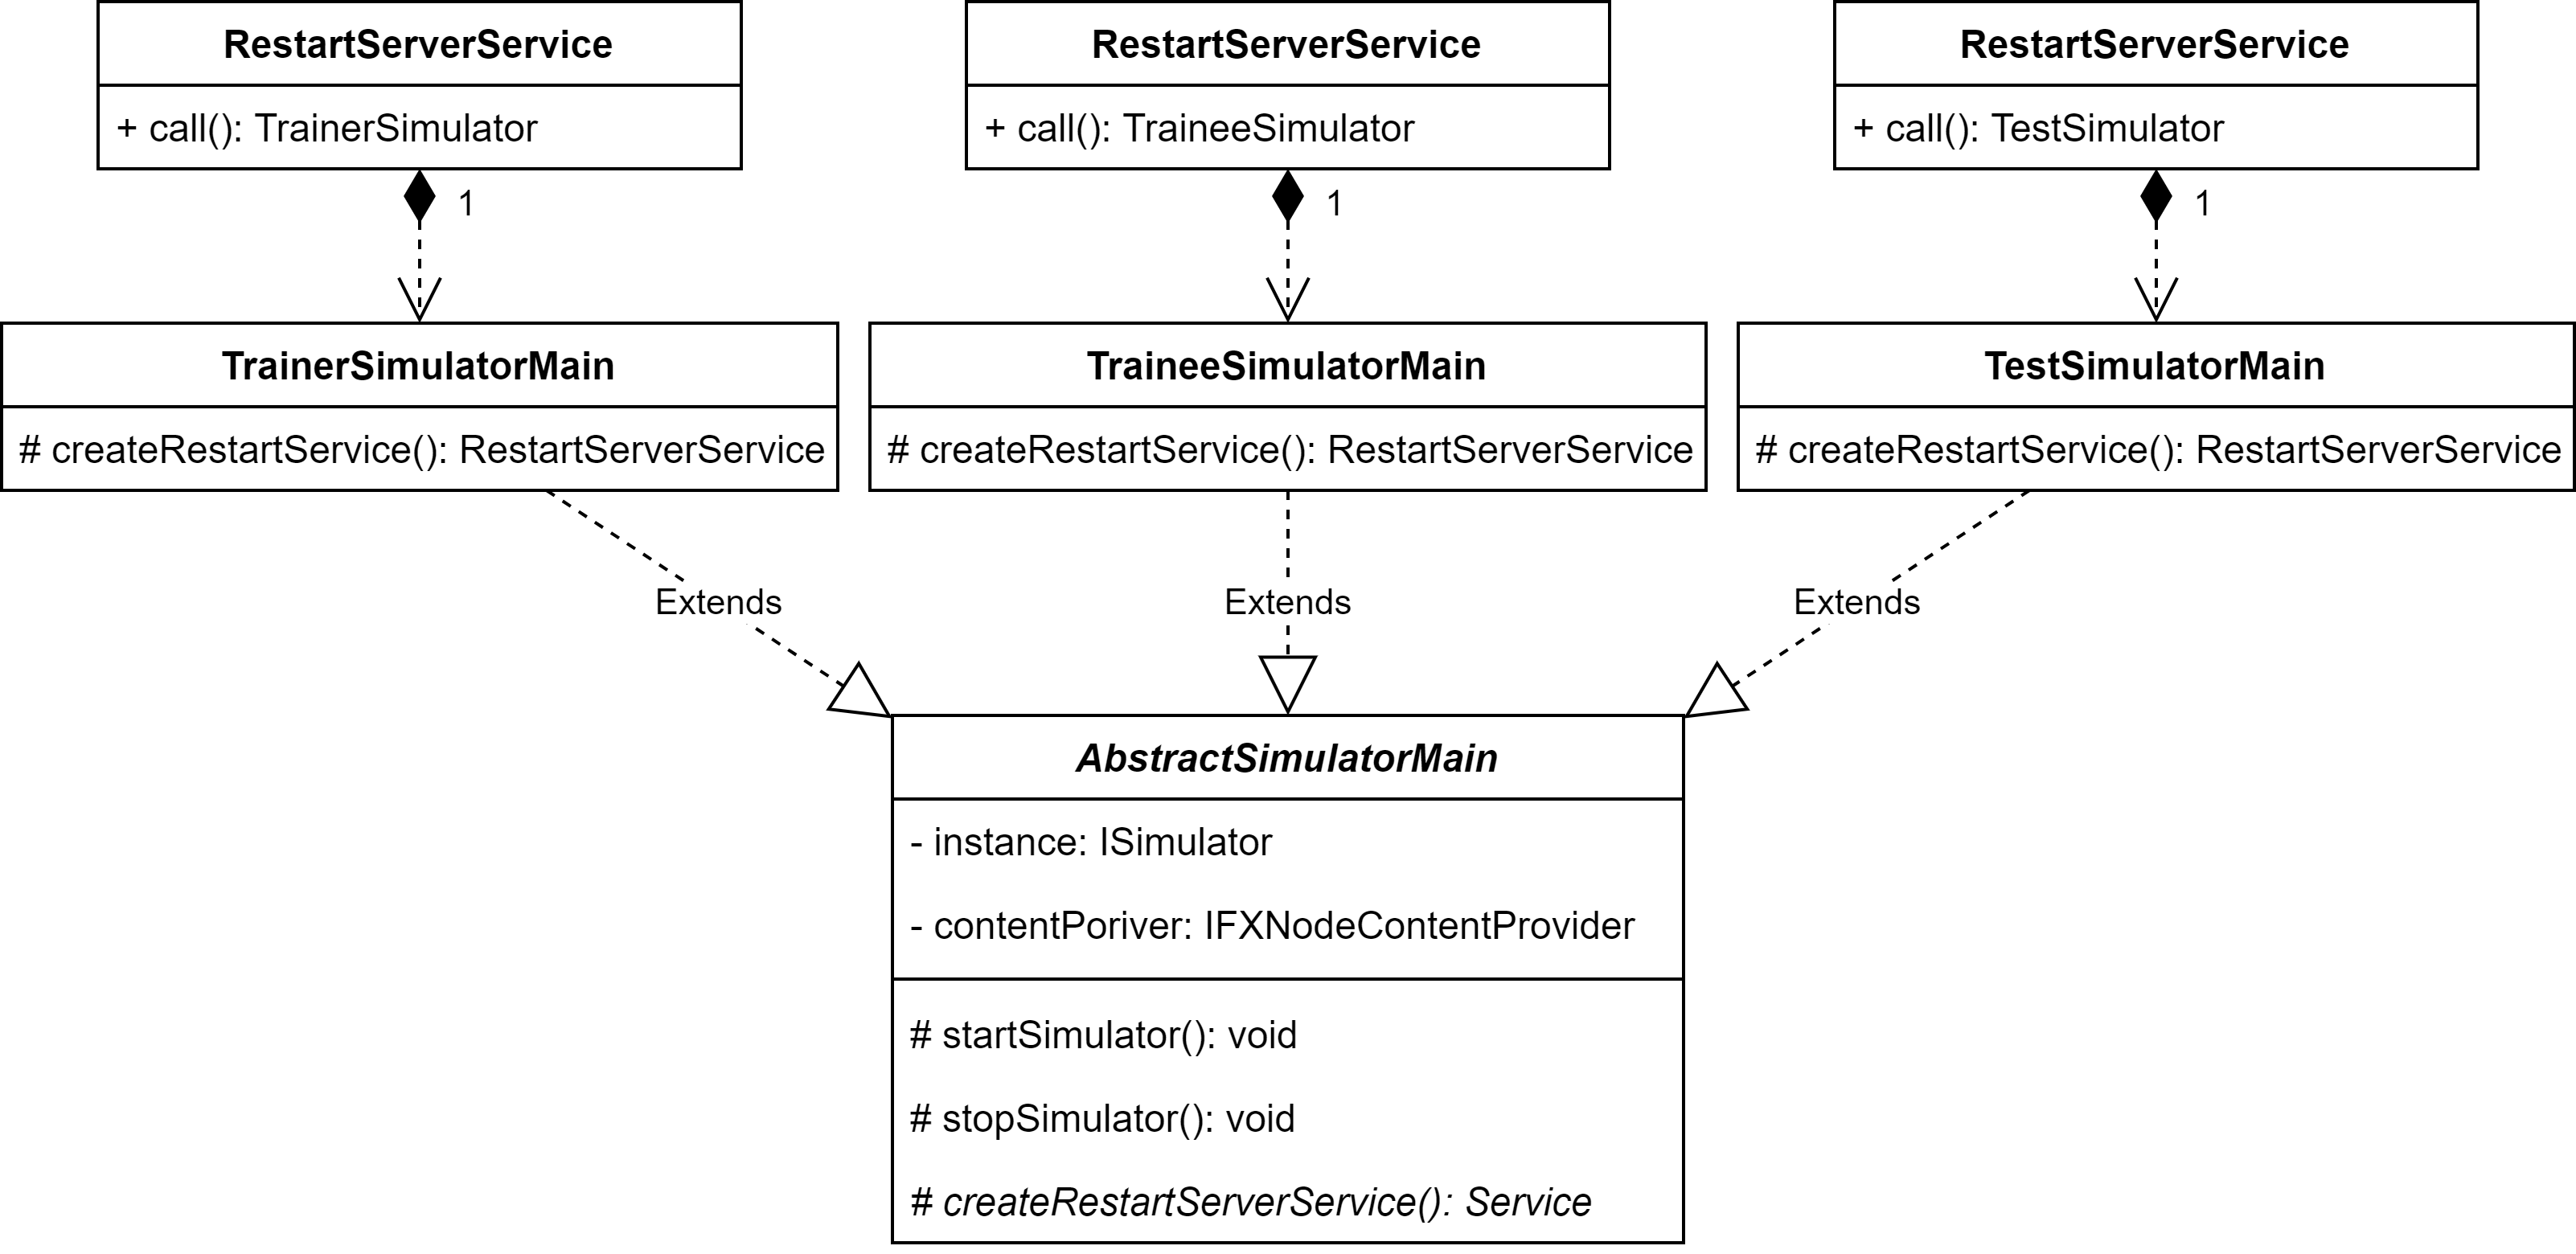 RestartServerService
+ call(): TrainerSimulator
1
RestartServerService
+ call(): TraineeSimulator
1
RestartServerService
+ call(): TestSimulator
1
TrainerSimulatorMain
# createRestartService(): RestartServerService
TraineeSimulatorMain
# createRestartService(): RestartServerService
TestSimulatorMain
# createRestartService(): RestartServerService
Extends
Extends
Extends
AbstractSimulatorMain
- instance: ISimulator
- contentPoriver: IFXNodeContentProvider
# startSimulator(): void
# stopSimulator(): void
# createRestartServerService(): Service